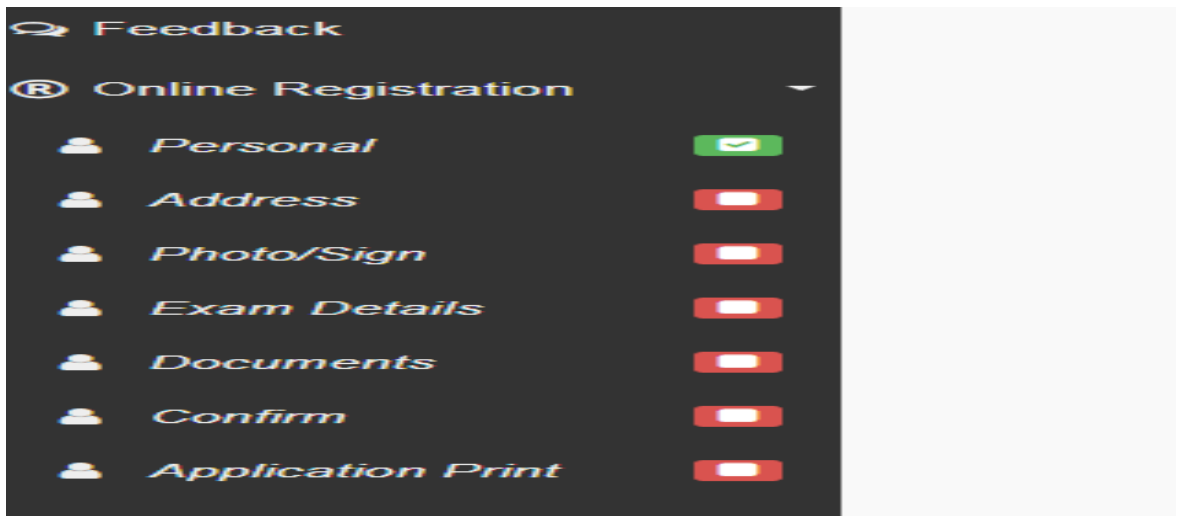 Feedback
® Online Registration
Personal
Address
Photo/Sign
Exam Details
Documents
Confirm
Application Print